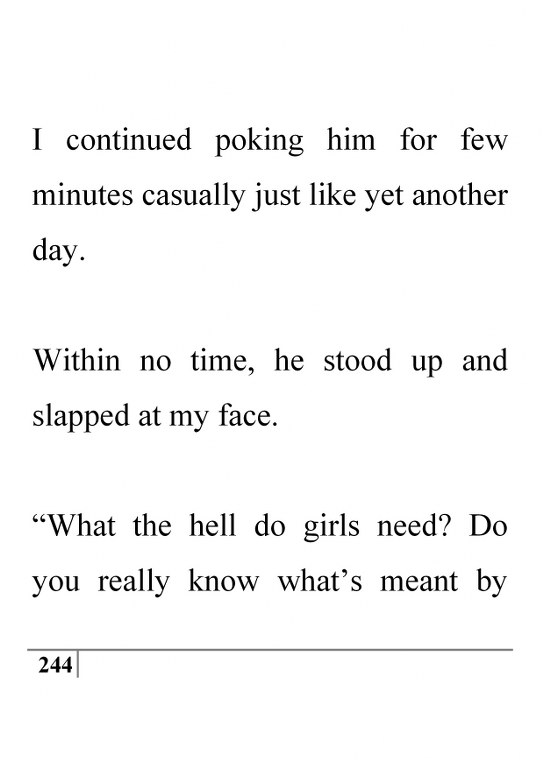 I continued poking him for few
minutes casually just like yet another
day.
Within no time, he stood up and
slapped at my face.
“What the hell do girls need? Do
you really know what’s meant by
244